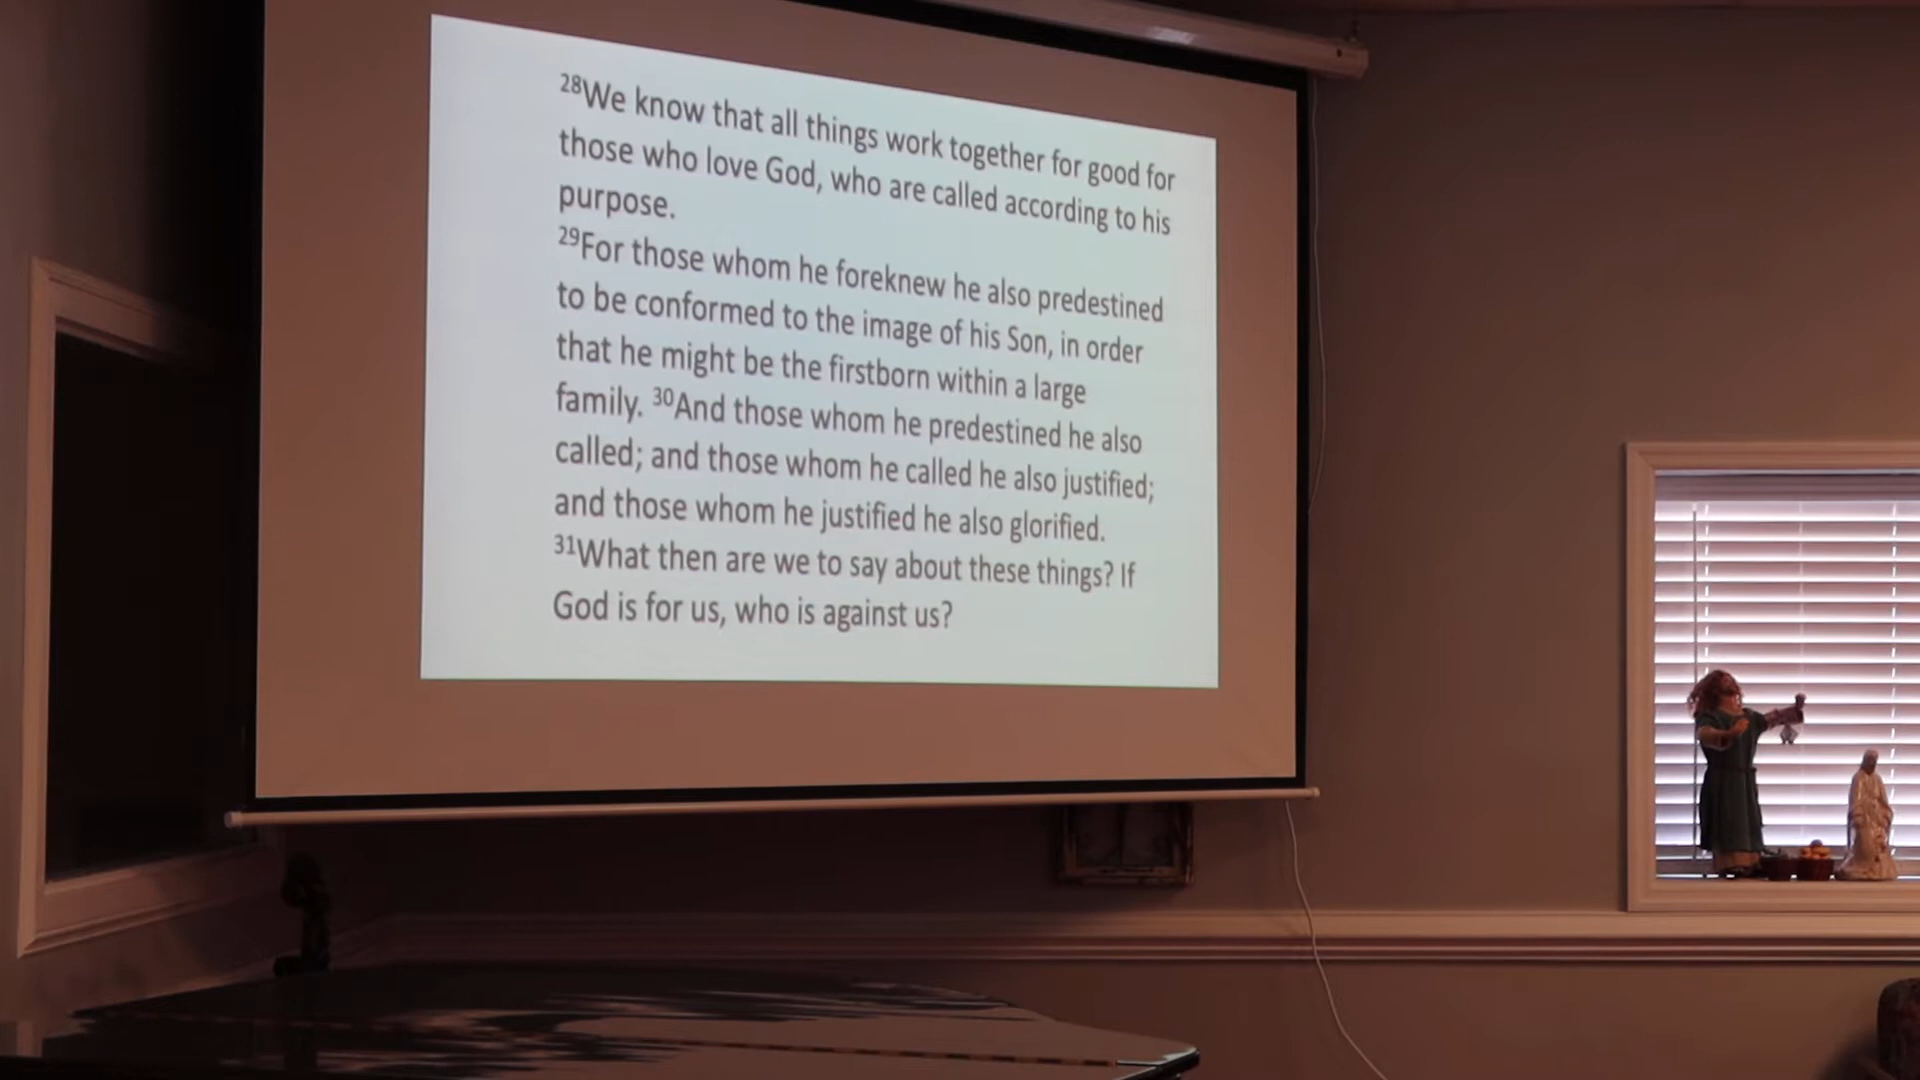 28We know that all things work together for good for
those who love God, who are called according to his
purpose.
29For those whom he foreknew he also predestined
to be conformed to the image of his Son, in order
that he might be the firstborn within a large
family. 30And those whom he predestined he also
called; and those whom he called he also justified;
and those whom he justified he also glorified.
31What then are we to say about these things? If
God is for us, who is against us?